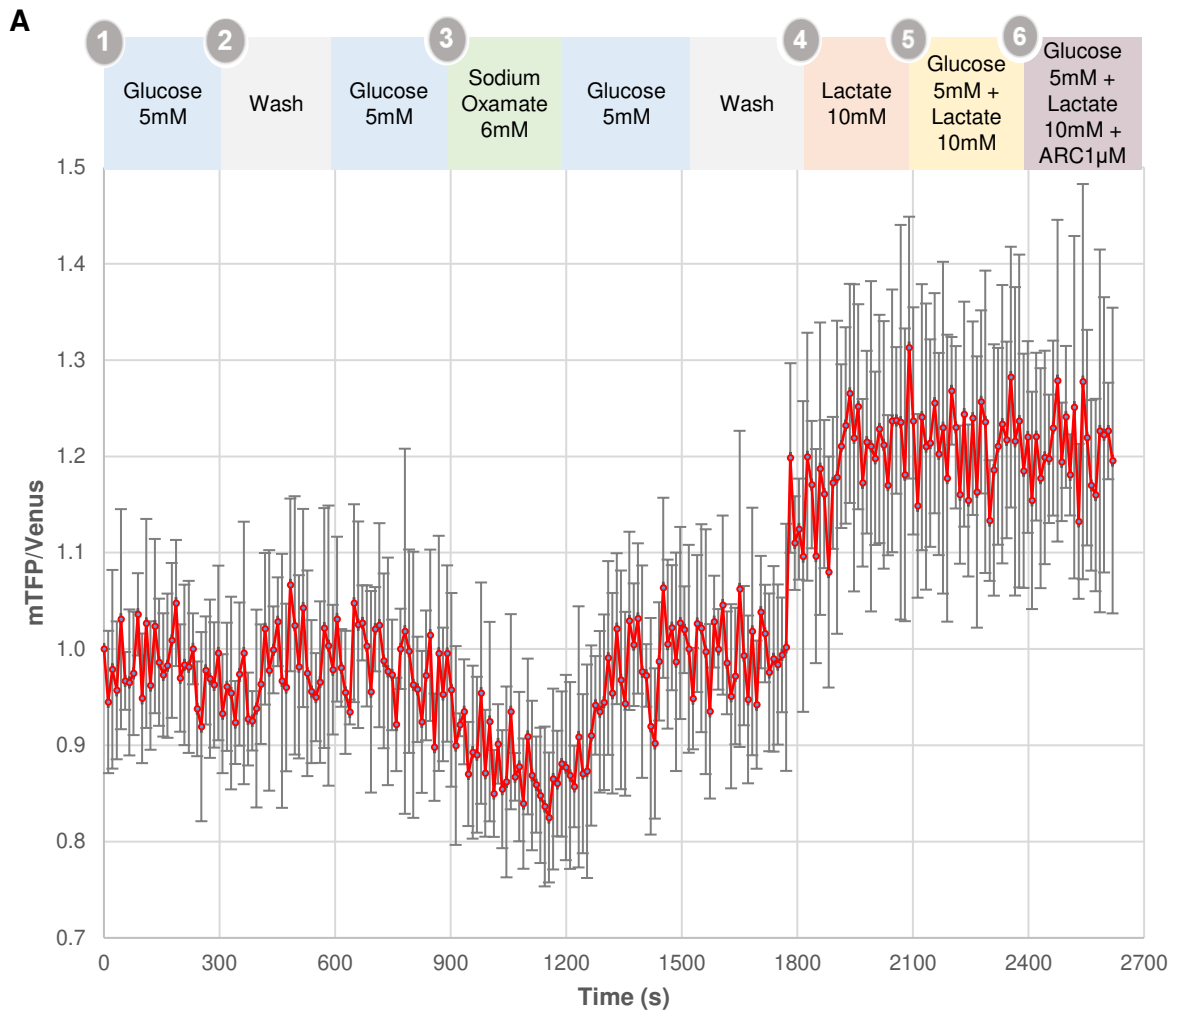 A
1 2 3 4 5 6
Glucose
5mM
Wash
Glucose
5mM
Sodium
Oxamate
6mM
Glucose
5mM
Wash
Lactate
10mM
Glucose
5mM +
Lactate
10mM
Glucose
5mM +
Lactate
10mM +
ARC1µM
1.5
1.4
1.3
1.2
1.1
1.0
0.9
0.8
0.7
mTFP/Venus
0 300 600 900 1200 1500 1800 2100 2400 2700
Time (s)